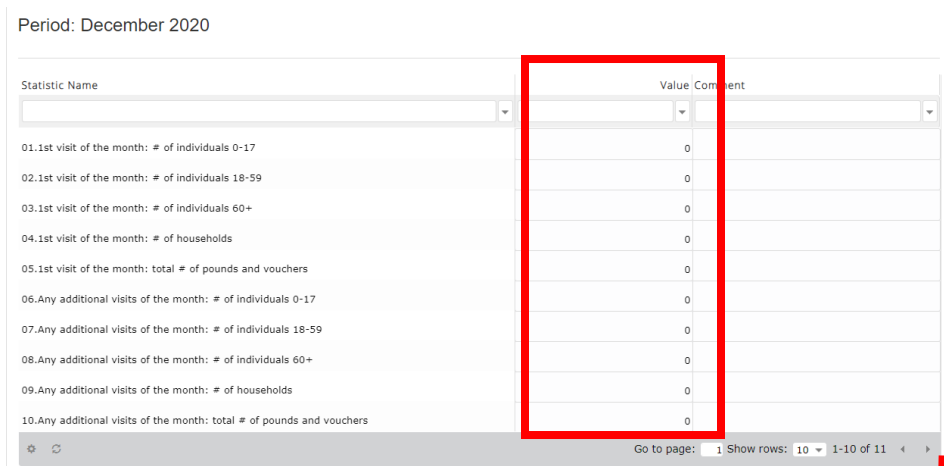 Period: December 2020
Statistic Name Value Comment
01.1st visit of the month: # of individuals 0-17 0
02.1st visit of the month: # of individuals 18-59 0
03.1st visit of the month: # of individuals 60+ 0
04.1st visit of the month: # of households 0
05.1st visit of the month: total # of pounds and vouchers 0
06.Any additional visits of the month: # of individuals 0-17 0
07.Any additional visits of the month: # of individuals 18-59 0
08.Any additional visits of the month: # of individuals 60+ 0
09.Any additional visits of the month: # of households 0
10.Any additional visits of the month: total # of pounds and vouchers 0
Go to page: 1 Show rows: 10 1-10 of 11